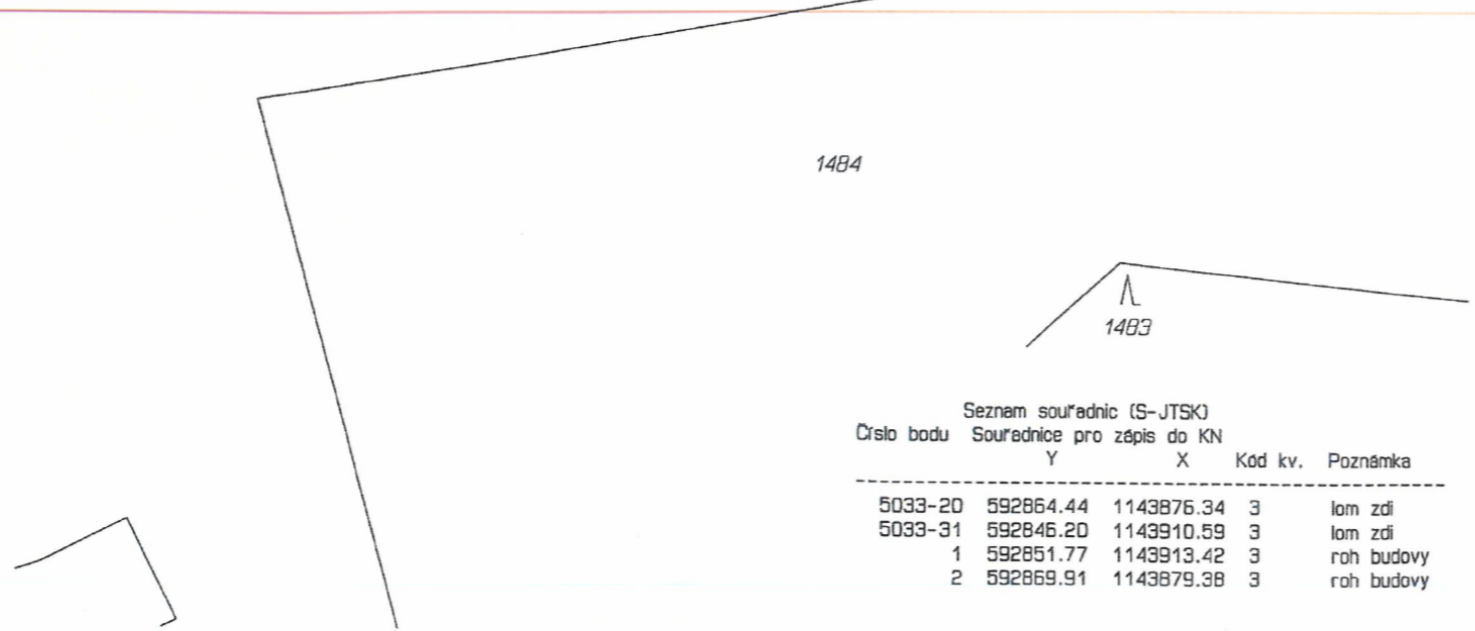 1484
1483
Seznam souřadnic (S-JTSK)
Číslo bodu Souřadnice pro zápis do KN
Y X Kód kv. Poznámka
5033-20 592864.44 1143876.34 3 lom zdi
5033-31 592846.20 1143910.59 3 lom zdi
1 592851.77 1143913.42 3 roh budovy
2 592869.91 1143879.38 3 roh budovy